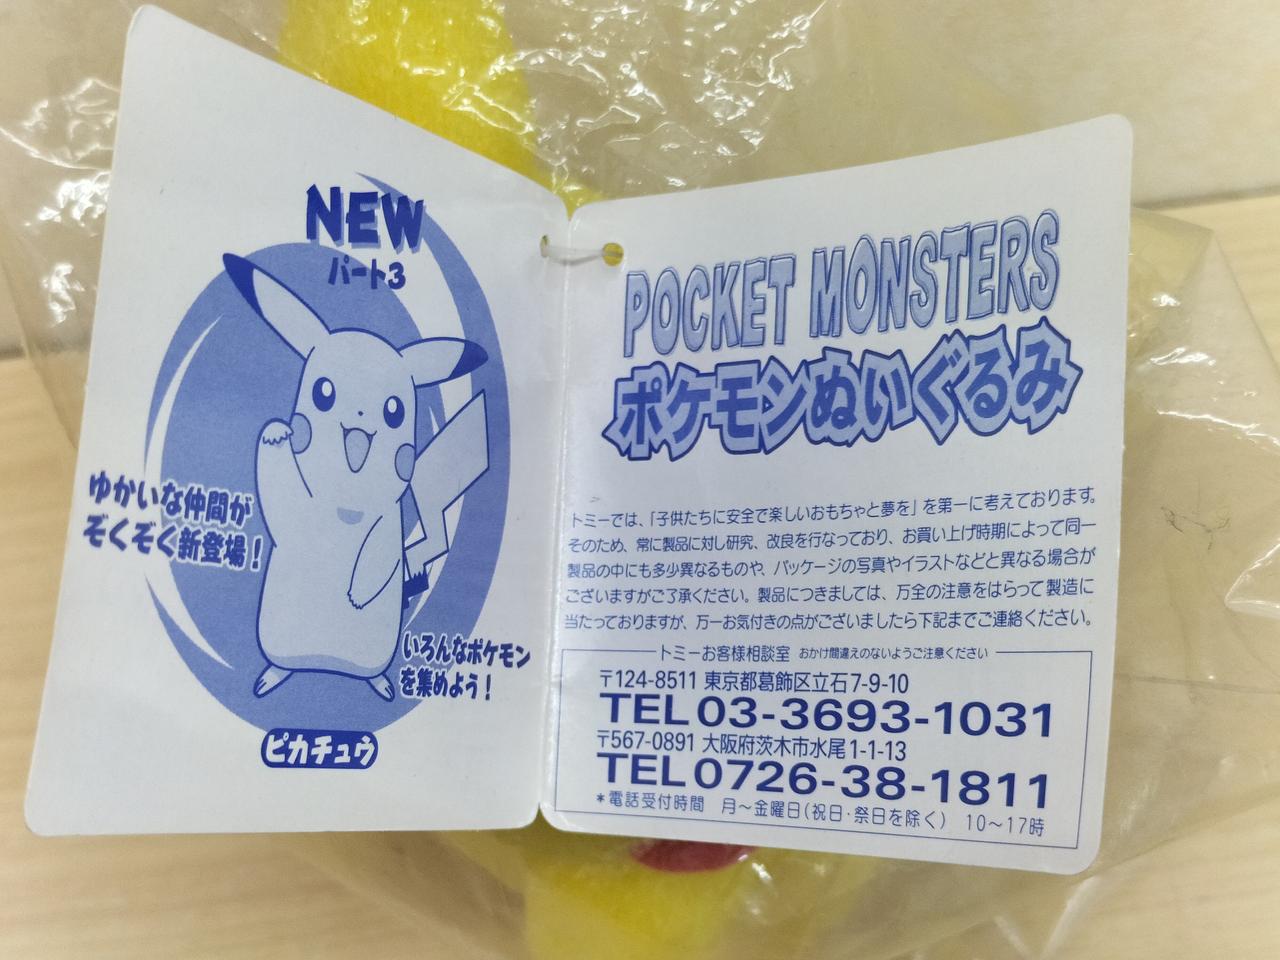 NEW
パート3
ゆかいな仲間が
ぞくぞく新登場!
いろんなポケモン
を集めよう!
ピカチュウ
POCKET MONSTERS
ポケモンぬいぐるみ
トミーでは、「子供たちに安全で楽しいおもちゃと夢を」を第一に考えております。
そのため、常に製品に対し研究、改良を行なっており、お買い上げ時期によって同一
製品の中にも多少異なるものや、パッケージの写真やイラストなどと異なる場合が
ございますがご了承ください。製品につきましては、万全の注意をはらって製造に
当たっておりますが、万一お気付きの点がございましたら下記までご連絡ください。
トミーお客様相談室 おかけ間違えのないようご注意ください
〒124-8511 東京都葛飾区立石7-9-10
TEL 03-3693-1031
〒567-0891 大阪府茨木市水尾1-1-13
TEL 0726-38-1811
*電話受付時間 月〜金曜日(祝日・祭日を除く) 10〜17時